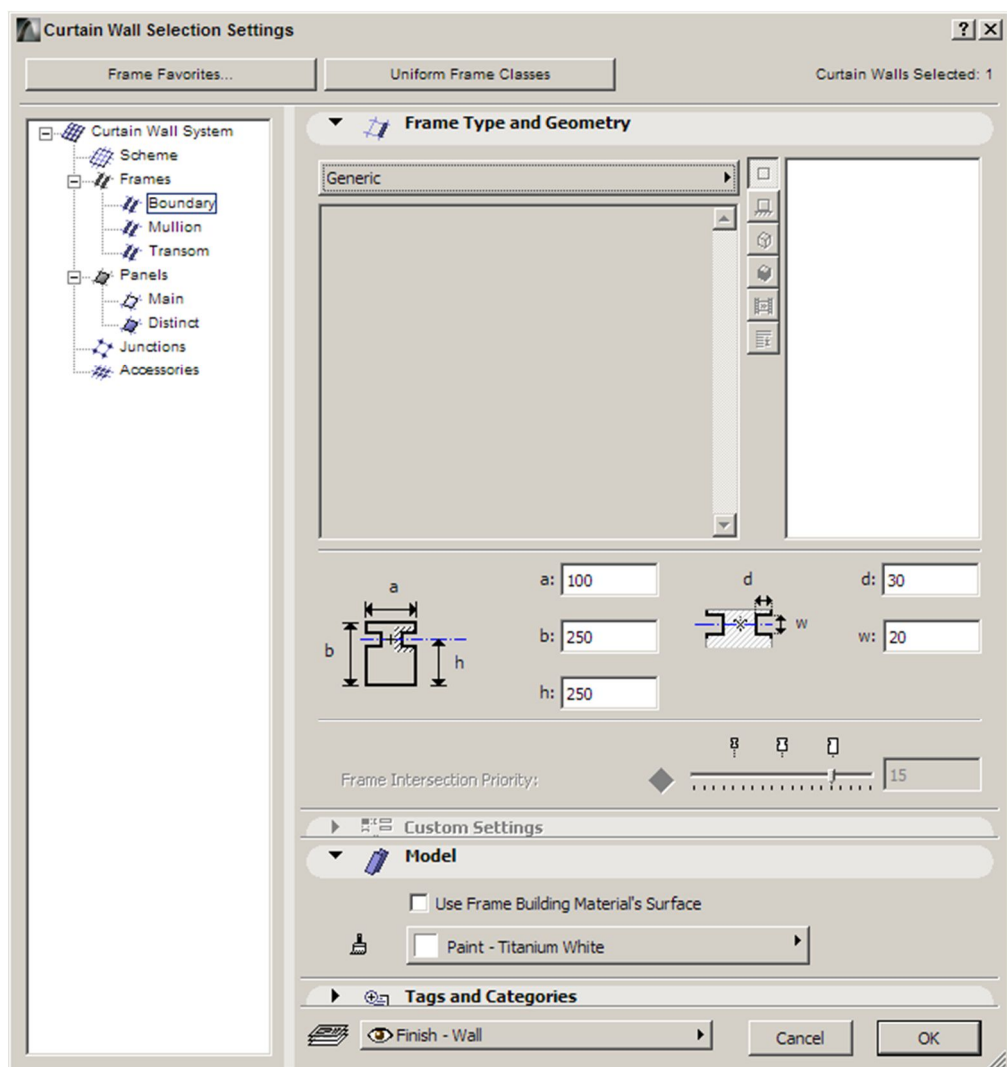 Curtain Wall Selection Settings
? X
Frame Favorites...
Uniform Frame Classes
Curtain Walls Selected: 1
Curtain Wall System
Scheme
Frames
Boundary
Mullion
Transom
Panels
Main
Distinct
Junctions
Accessories
Frame Type and Geometry
Generic
a
b
h
a: 100
b: 250
h: 250
d
w
d: 30
w: 20
Frame Intersection Priority:
15
Custom Settings
Model
Use Frame Building Material's Surface
Paint - Titanium White
Tags and Categories
Finish - Wall
Cancel
OK